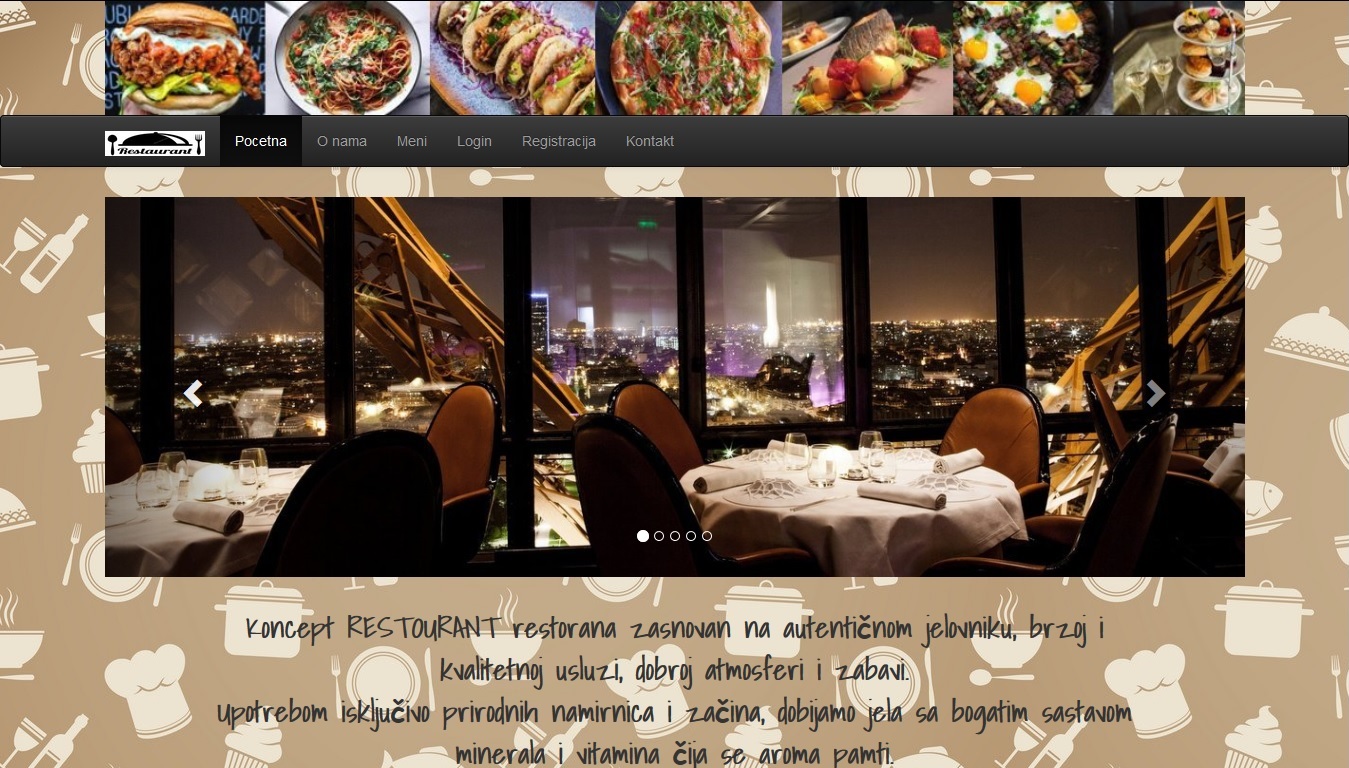 Restaurant
Pocetna
O nama
Meni
Login
Registracija
Kontakt
Koncept RESTOURANT restorana zasnovan na autentičnom jelovniku, brzoj i
kvalitetnoj usluzi, dobroj atmosferi i zabavi.
Upotrebom isključivo prirodnih namirnica i začina, dobijamo jela sa bogatim sastavom
minerala i vitamina čija se aroma pamti.